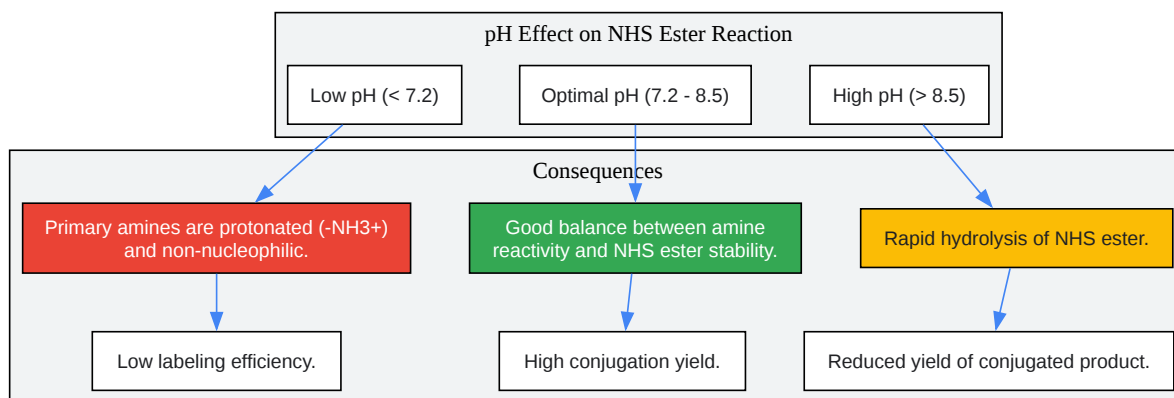 pH Effect on NHS Ester Reaction
Low pH (< 7.2)
Optimal pH (7.2 - 8.5)
High pH (> 8.5)
Consequences
Primary amines are protonated (-NH3+)
and non-nucleophilic.
Good balance between amine
reactivity and NHS ester stability.
Rapid hydrolysis of NHS ester.
Low labeling efficiency.
High conjugation yield.
Reduced yield of conjugated product.